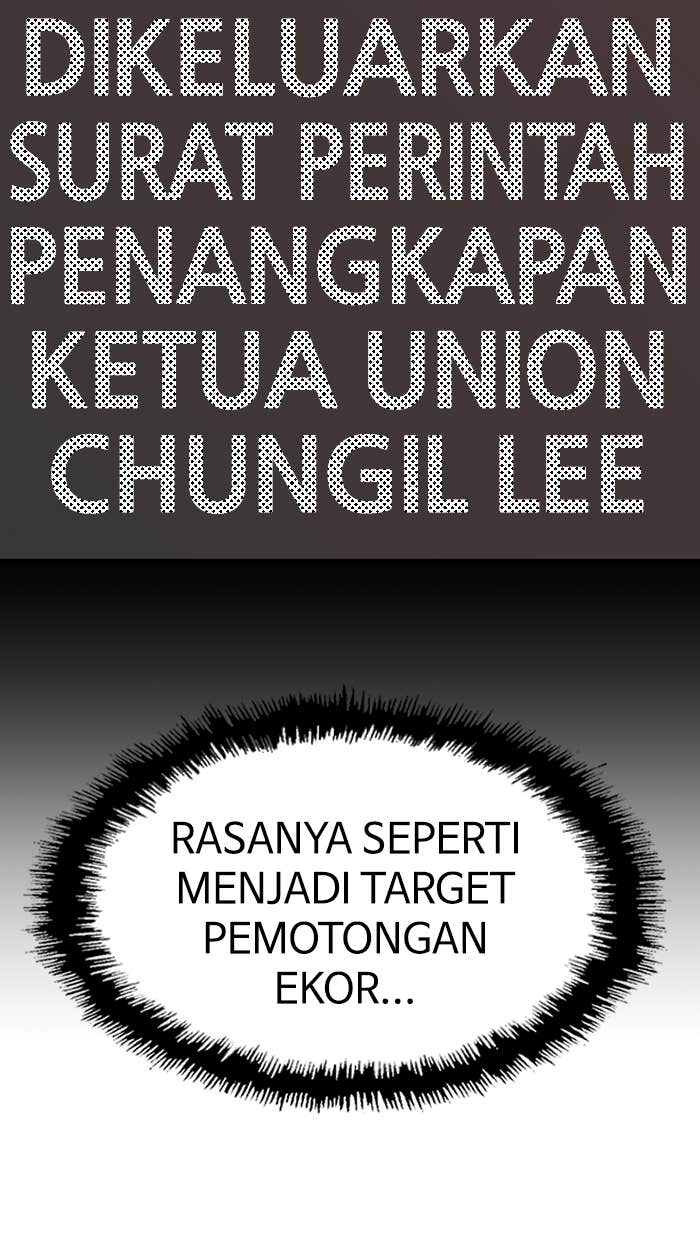 DIKELUARKAN
SURAT PERINTAH
PENANGKAPAN
KETUA UNION
CHUNGIL LEE
RASANYA SEPERTI
MENJADI TARGET
PEMOTONGAN
EKOR...